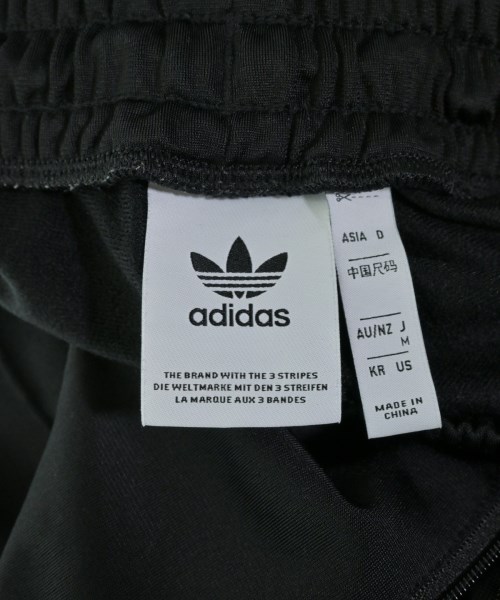 adidas
THE BRAND WITH THE 3 STRIPES
DIE WELTMARKE MIT DEN 3 STREIFEN
LA MARQUE AUX 3 BANDES
ASIA D
中国尺码
AU/NZ J
M
KR US
MADE IN
CHINA